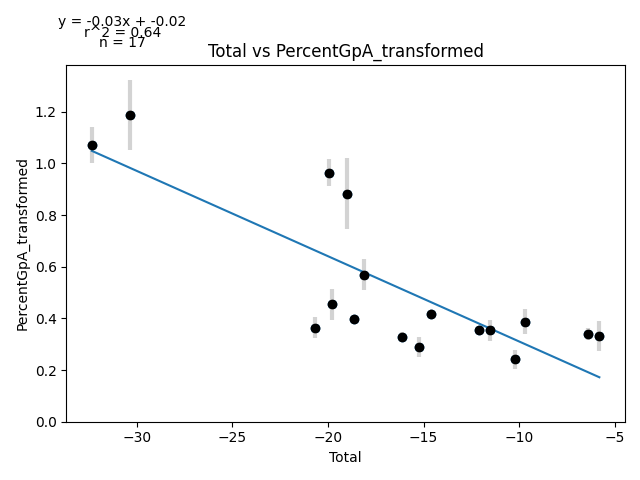 y = -0.03x + -0.02
r^2 = 0.64
n = 17
Total vs PercentGpA_transformed
PercentGpA_transformed
1.2
1.0
0.8
0.6
0.4
0.2
0.0
−30
−25
−20
−15
−10
−5
Total